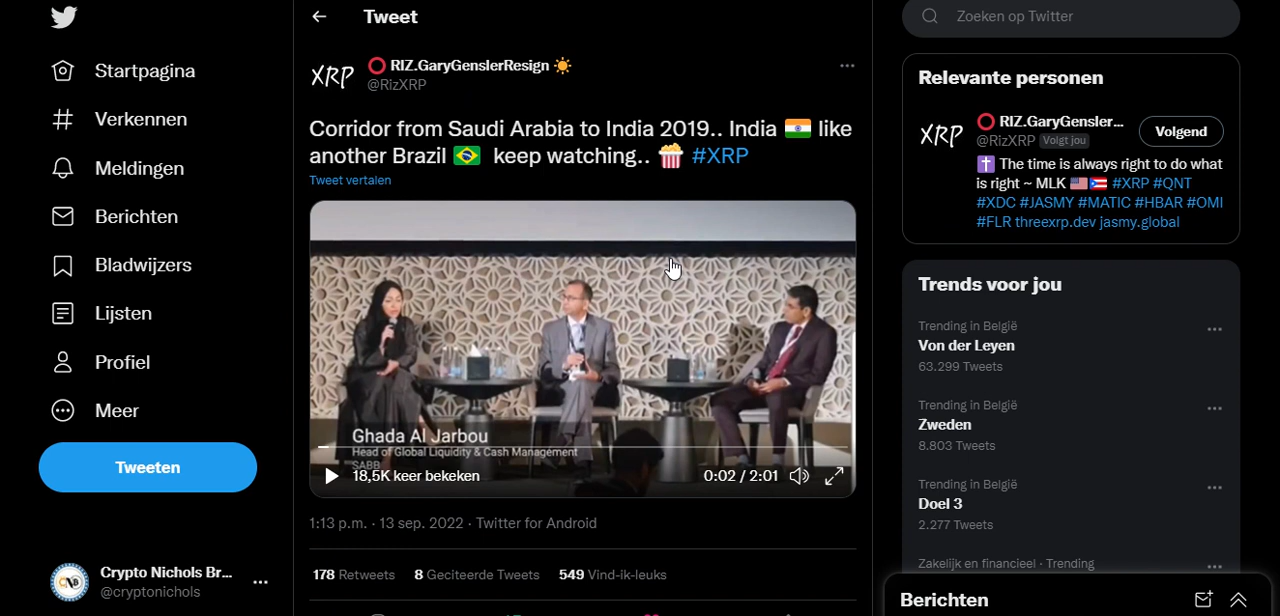 Startpagina
Verkennen
Meldingen
Berichten
Bladwijzers
Lijsten
Profiel
Meer
Tweeten
Crypto Nichols Br...
@cryptonichols
Tweet
XRP
RIZ.GaryGenslerResign
@RizXRP
Corridor from Saudi Arabia to India 2019.. India 🇮🇳 like
another Brazil 🇧🇷 keep watching.. 🍿 #XRP
Tweet vertalen
Ghada Al Jarbou
Head of Global Liquidity & Cash Management
SABB
18,5K keer bekeken
0:02 / 2:01
1:13 p.m. · 13 sep. 2022 · Twitter for Android
178 Retweets 8 Geciteerde Tweets 549 Vind-ik-leuks
Zoeken op Twitter
Relevante personen
XRP
RIZ.GaryGensler...
@RizXRP Volgt jou
Volgend
✝️ The time is always right to do what
is right ~ MLK 🇺🇸🇵🇷 #XRP #QNT
#XDC #JASMY #MATIC #HBAR #OMI
#FLR threexrp.dev jasmy.global
Trends voor jou
Trending in België
Von der Leyen
63.299 Tweets
Trending in België
Zweden
8.803 Tweets
Trending in België
Doel 3
2.277 Tweets
Zakelijk en financieel · Trending
Berichten